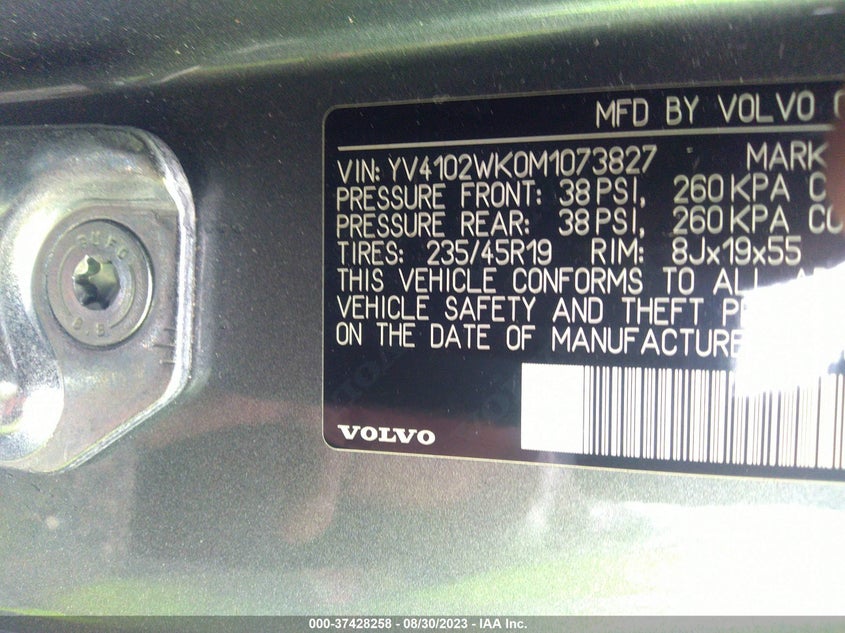 MFD BY VOLVO
VIN: YV4102WK0M1073827 MARK
PRESSURE FRONT: 38 PSI, 260 KPA
PRESSURE REAR: 38 PSI, 260 KPA
TIRES: 235/45R19 RIM: 8Jx19x55
THIS VEHICLE CONFORMS TO ALL
VEHICLE SAFETY AND THEFT
ON THE DATE OF MANUFACTURE
VOLVO
000-37428258 - 08/30/2023 - IAA Inc.